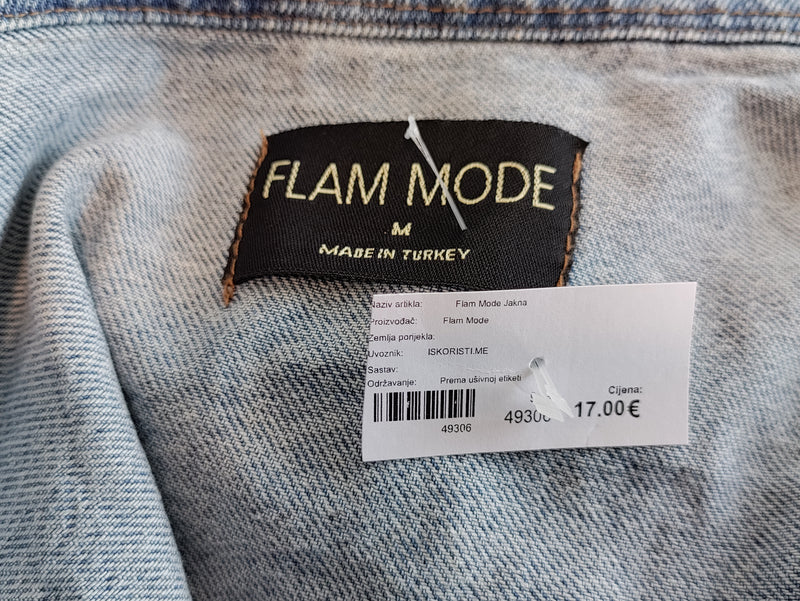 FLAM MODE
M
MADE IN TURKEY
Naziv artikla: Flam Mode Jakna
Proizvođač: Flam Mode
Zemlja ponjekla:
Uvoznik: ISKORISTI.ME
Sastav:
Održavanje: Prema ušivnoj etiketi
Cijena:
49306 17.00€
49306